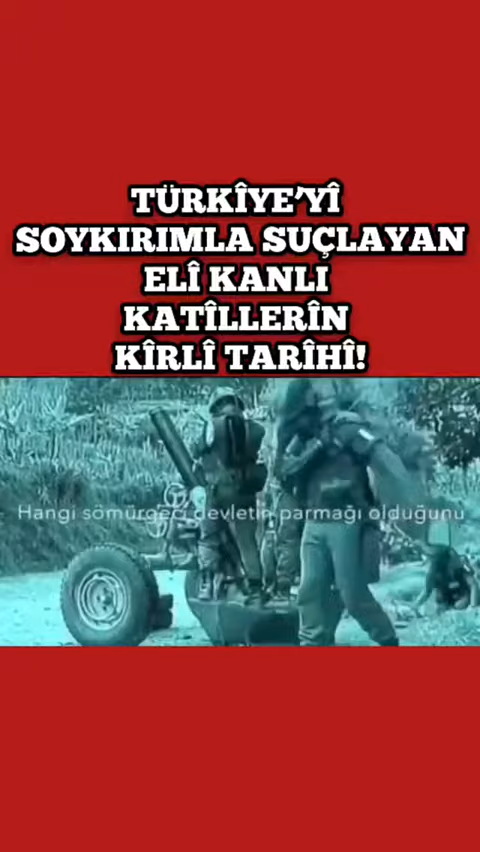 TÜRKÎYE'YÎ
SOYKIRIMLA SUÇLAYAN
ELÎ KANLI
KATÎLLERÎN
KÎRLÎ TARÎHÎ!
Hangi sömürgeci devletin parmağı olduğunu